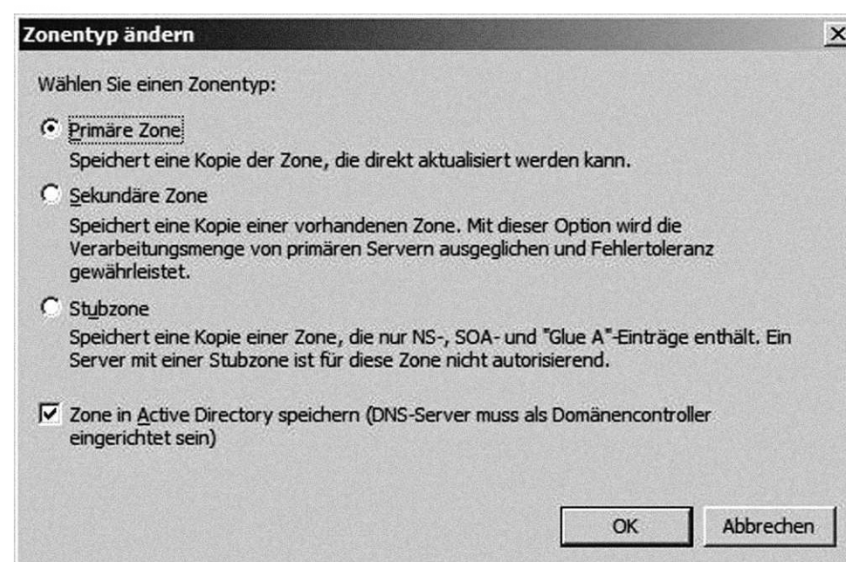 Zonentyp ändern
Wählen Sie einen Zonentyp:
Primäre Zone
Speichert eine Kopie der Zone, die direkt aktualisiert werden kann.
Sekundäre Zone
Speichert eine Kopie einer vorhandenen Zone. Mit dieser Option wird die
Verarbeitungsmenge von primären Servern ausgeglichen und Fehlertoleranz
gewährleistet.
Stubzone
Speichert eine Kopie einer Zone, die nur NS-, SOA- und "Glue A"-Einträge enthält. Ein
Server mit einer Stubzone ist für diese Zone nicht autorisierend.
Zone in Active Directory speichern (DNS-Server muss als Domänencontroller
eingerichtet sein)
OK
Abbrechen